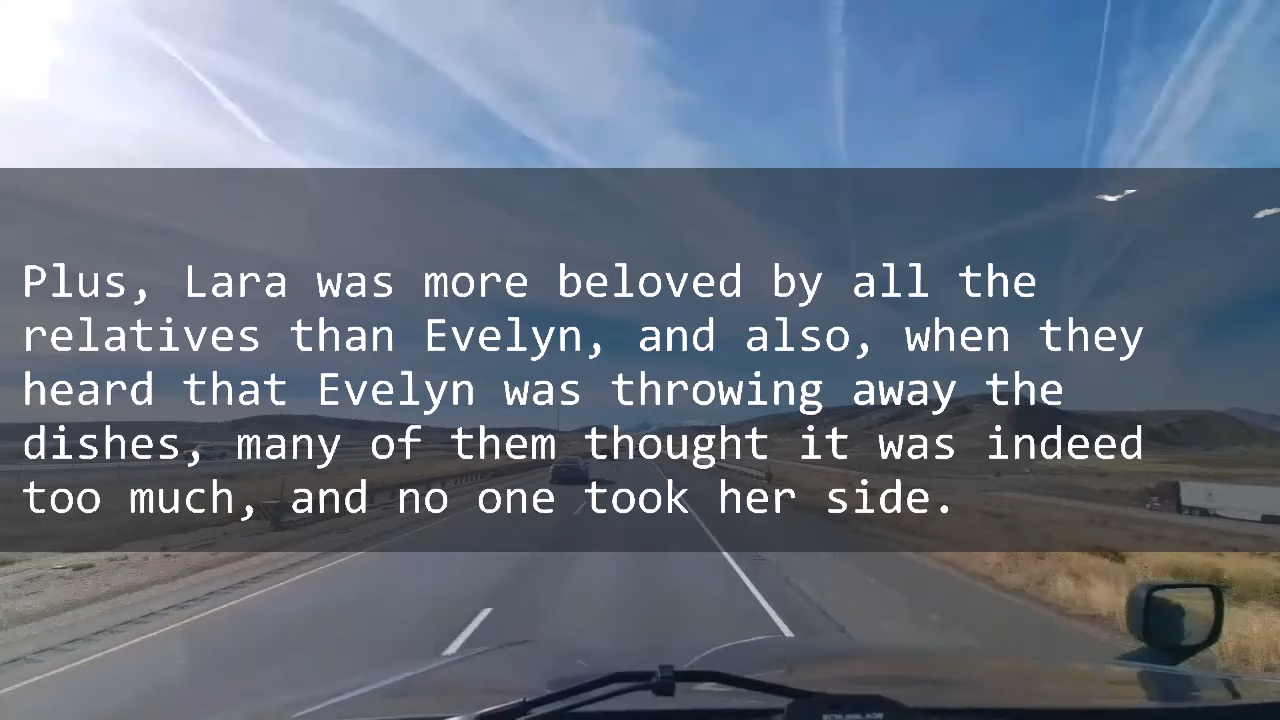 Plus, Lara was more beloved by all the
relatives than Evelyn, and also, when they
heard that Evelyn was throwing away the
dishes, many of them thought it was indeed
too much, and no one took her side.